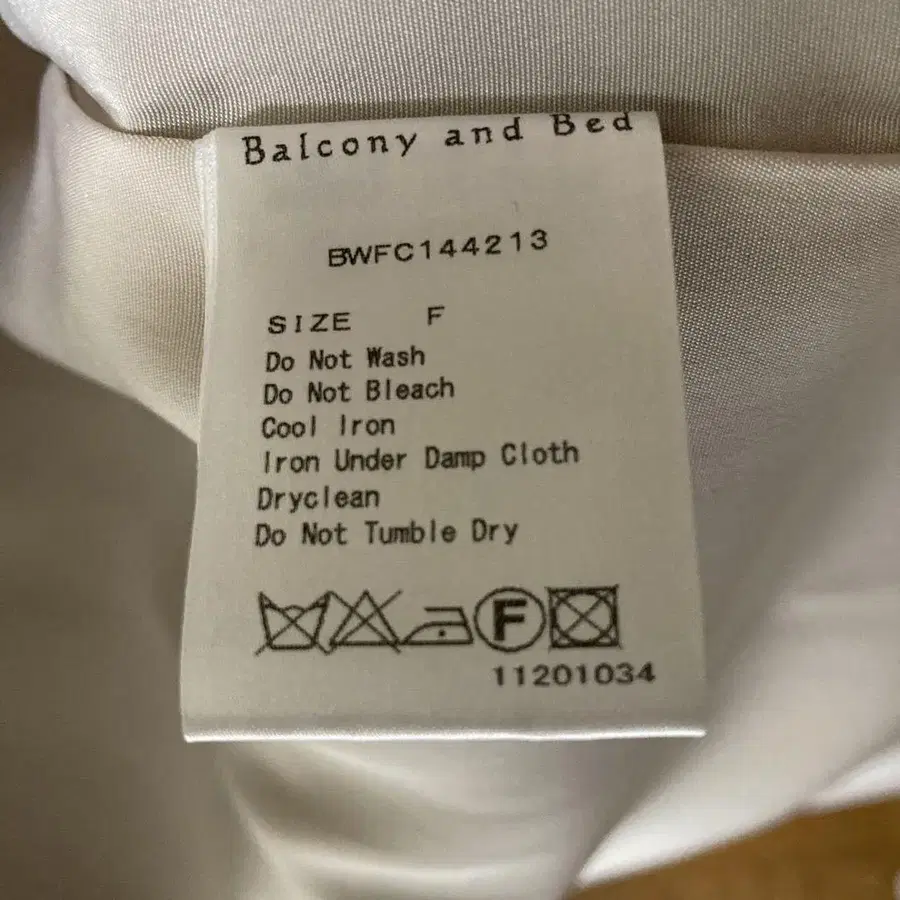 Balcony and Bed
BWFC144213
SIZE F
Do Not Wash
Do Not Bleach
Cool Iron
Iron Under Damp Cloth
Dryclean
Do Not Tumble Dry
F
11201034